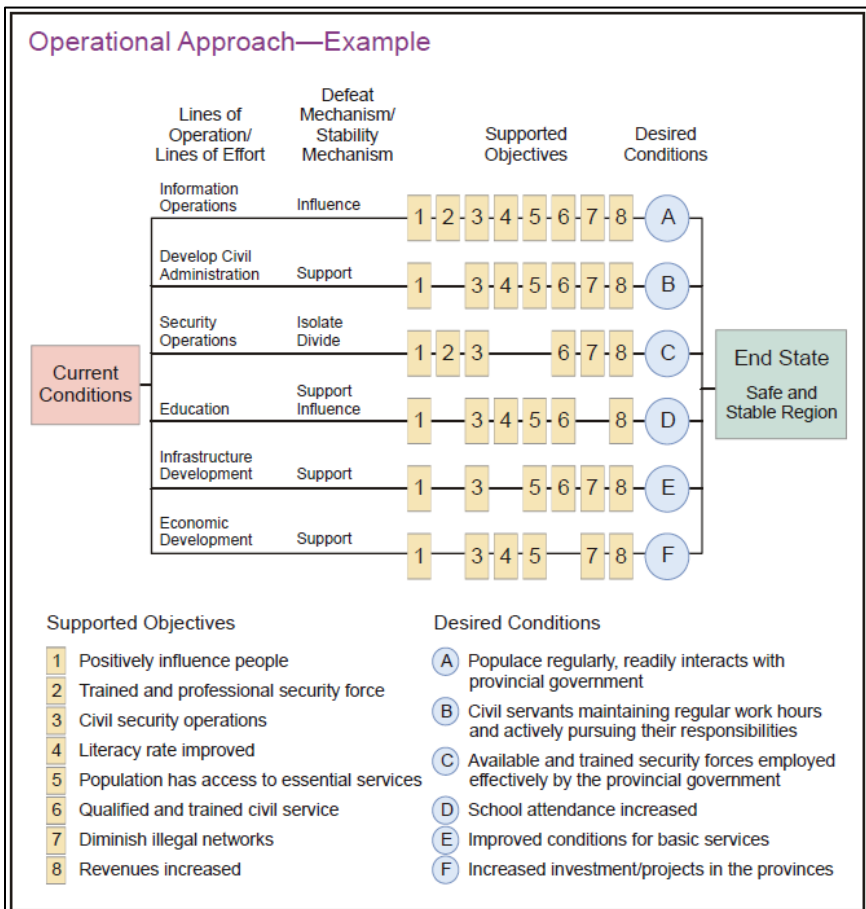 Operational Approach—Example
Lines of
Operation/
Lines of Effort
Defeat
Mechanism/
Stability
Mechanism
Supported
Objectives
Desired
Conditions
Information
Operations
Influence
1 2 3 4 5 6 7 8 A
Develop Civil
Administration
Support
1 3 4 5 6 7 8 B
Security
Operations
Isolate
Divide
1 2 3 6 7 8 C
Current
Conditions
End State
Safe and
Stable Region
Education
Support
Influence
1 3 4 5 6 8 D
Infrastructure
Development
Support
1 3 5 6 7 8 E
Economic
Development
Support
1 3 4 5 7 8 F
Supported Objectives
1 Positively influence people
2 Trained and professional security force
3 Civil security operations
4 Literacy rate improved
5 Population has access to essential services
6 Qualified and trained civil service
7 Diminish illegal networks
8 Revenues increased
Desired Conditions
A Populace regularly, readily interacts with
provincial government
B Civil servants maintaining regular work hours
and actively pursuing their responsibilities
C Available and trained security forces employed
effectively by the provincial government
D School attendance increased
E Improved conditions for basic services
F Increased investment/projects in the provinces